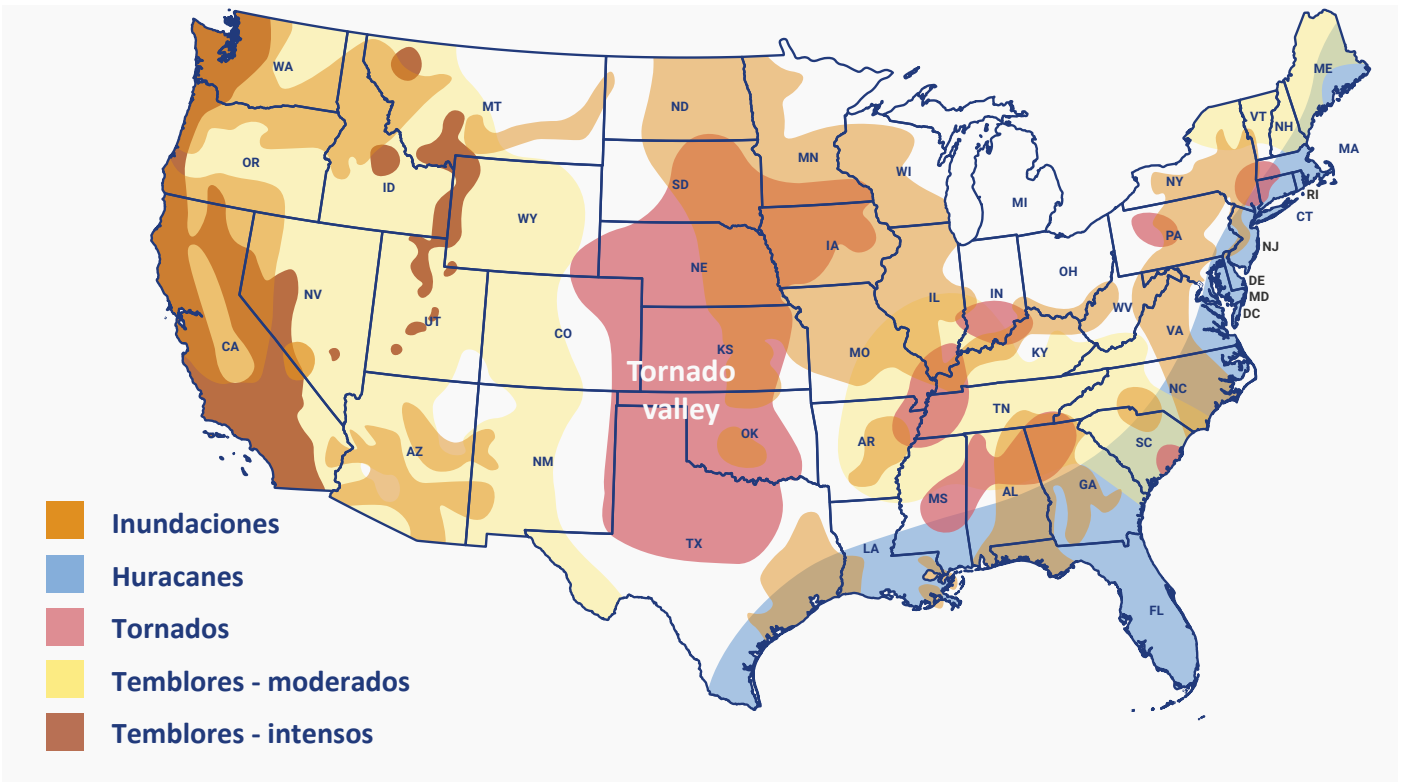 WA
MT
ND
MN
ME
VT
NH
MA
OR
ID
SD
WI
NY
RI
WY
MI
CT
IA
PA
NJ
NE
OH
DE
NV
IL
IN
MD
WV
DC
UT
CO
VA
CA
KS
MO
KY
Tornado
valley
NC
TN
OK
AR
SC
AZ
NM
MS
AL
GA
TX
LA
FL
Inundaciones
Huracanes
Tornados
Temblores - moderados
Temblores - intensos